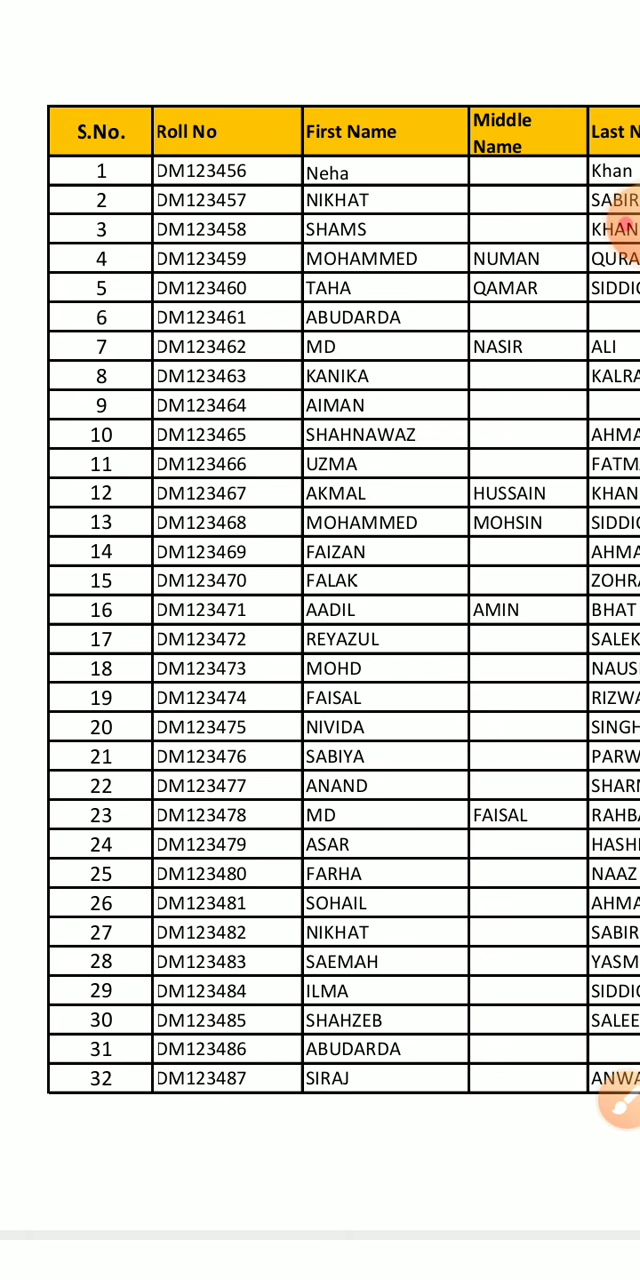 S.No. Roll No First Name Middle Name Last N
1 DM123456 Neha Khan
2 DM123457 NIKHAT SABIR
3 DM123458 SHAMS KHAN
4 DM123459 MOHAMMED NUMAN QURA
5 DM123460 TAHA QAMAR SIDDI
6 DM123461 ABUDARDA
7 DM123462 MD NASIR ALI
8 DM123463 KANIKA KALRA
9 DM123464 AIMAN
10 DM123465 SHAHNAWAZ AHMA
11 DM123466 UZMA FATM
12 DM123467 AKMAL HUSSAIN KHAN
13 DM123468 MOHAMMED MOHSIN SIDDI
14 DM123469 FAIZAN AHMA
15 DM123470 FALAK ZOHRA
16 DM123471 AADIL AMIN BHAT
17 DM123472 REYAZUL SALEK
18 DM123473 MOHD NAUS
19 DM123474 FAISAL RIZWA
20 DM123475 NIVIDA SINGH
21 DM123476 SABIYA PARW
22 DM123477 ANAND SHAR
23 DM123478 MD FAISAL RAHBA
24 DM123479 ASAR HASH
25 DM123480 FARHA NAAZ
26 DM123481 SOHAIL AHMA
27 DM123482 NIKHAT SABIR
28 DM123483 SAEMAH YASM
29 DM123484 ILMA SIDDI
30 DM123485 SHAHZEB SALEE
31 DM123486 ABUDARDA
32 DM123487 SIRAJ ANWA